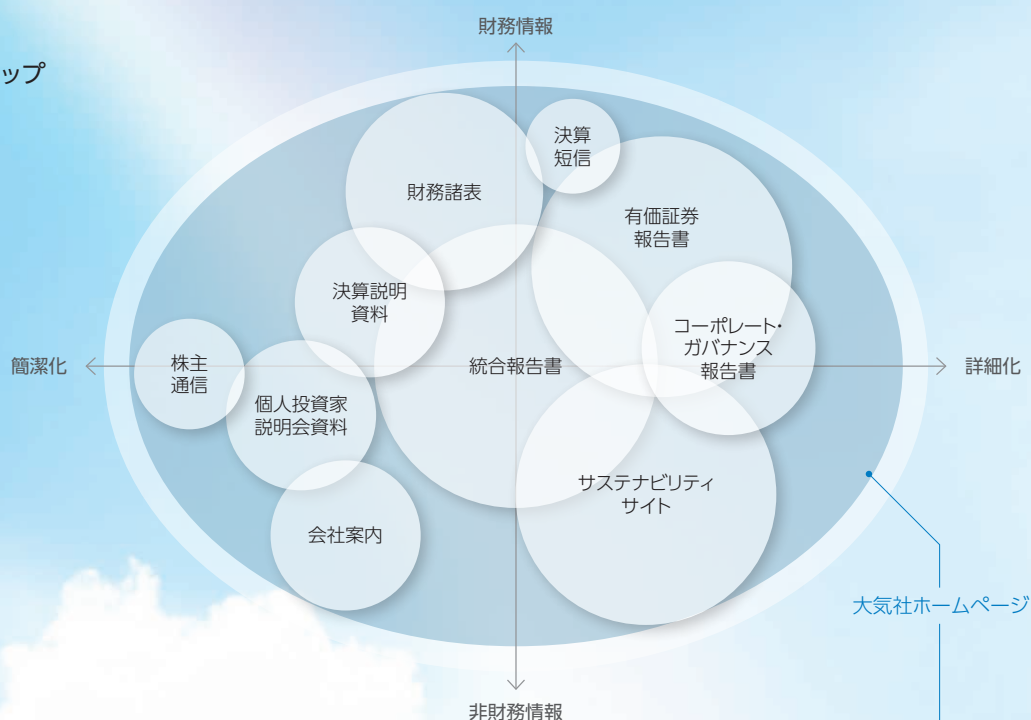 財務情報
ップ
決算
短信
財務諸表
有価証券
報告書
決算説明
資料
コーポレート・
ガバナンス
報告書
簡潔化
株主
通信
統合報告書
詳細化
個人投資家
説明会資料
サステナビリティ
サイト
会社案内
大気社ホームページ
非財務情報